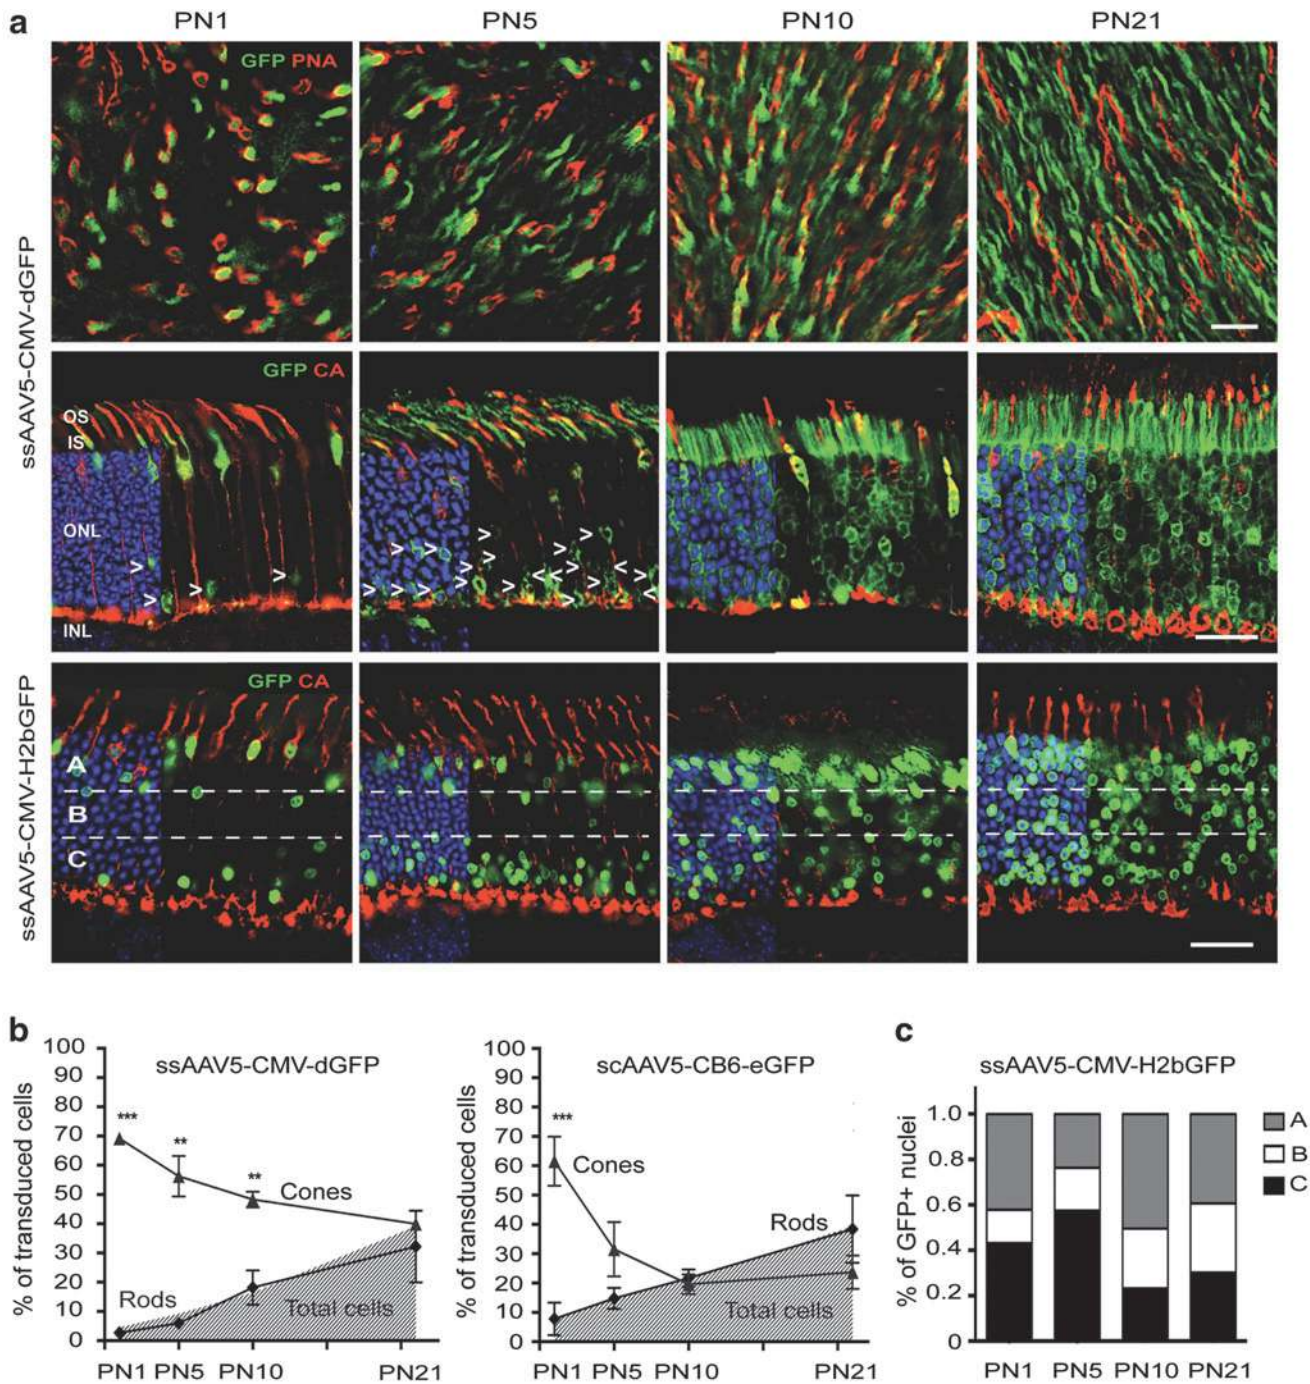 a
PN1 PN5 PN10 PN21
ssAAV5-CMV-dGFP
GFP PNA
GFP CA
OS
IS
ONL
INL
> > >
>
ssAAV5-CMV-H2bGFP
GFP CA
A
B
C
b
ssAAV5-CMV-dGFP
% of transduced cells
100
90
80
70
60
50
40
30
20
10
0
***
**
**
Cones
Rods
Total cells
PN1 PN5 PN10 PN21
scAAV5-CB6-eGFP
% of transduced cells
100
90
80
70
60
50
40
30
20
10
0
***
Cones
Rods
Total cells
PN1 PN5 PN10 PN21
c
ssAAV5-CMV-H2bGFP
% of GFP+ nuclei
1.0
0.8
0.6
0.4
0.2
0
A
B
C
PN1 PN5 PN10 PN21